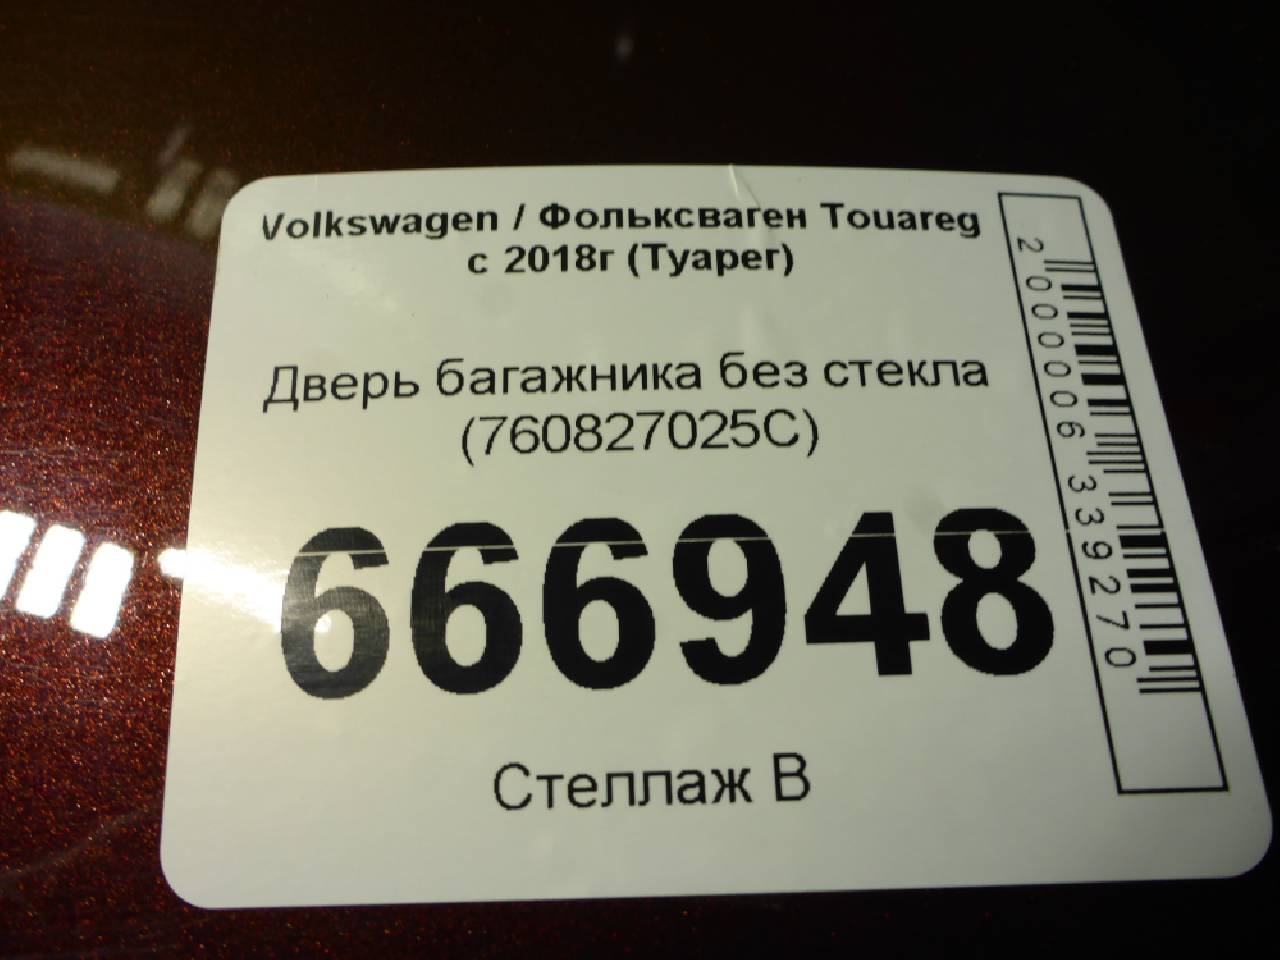 Volkswagen / Фольксваген Touareg
с 2018г (Туарег)
Дверь багажника без стекла
(760827025C)
666948
Стеллаж В
2000006339270